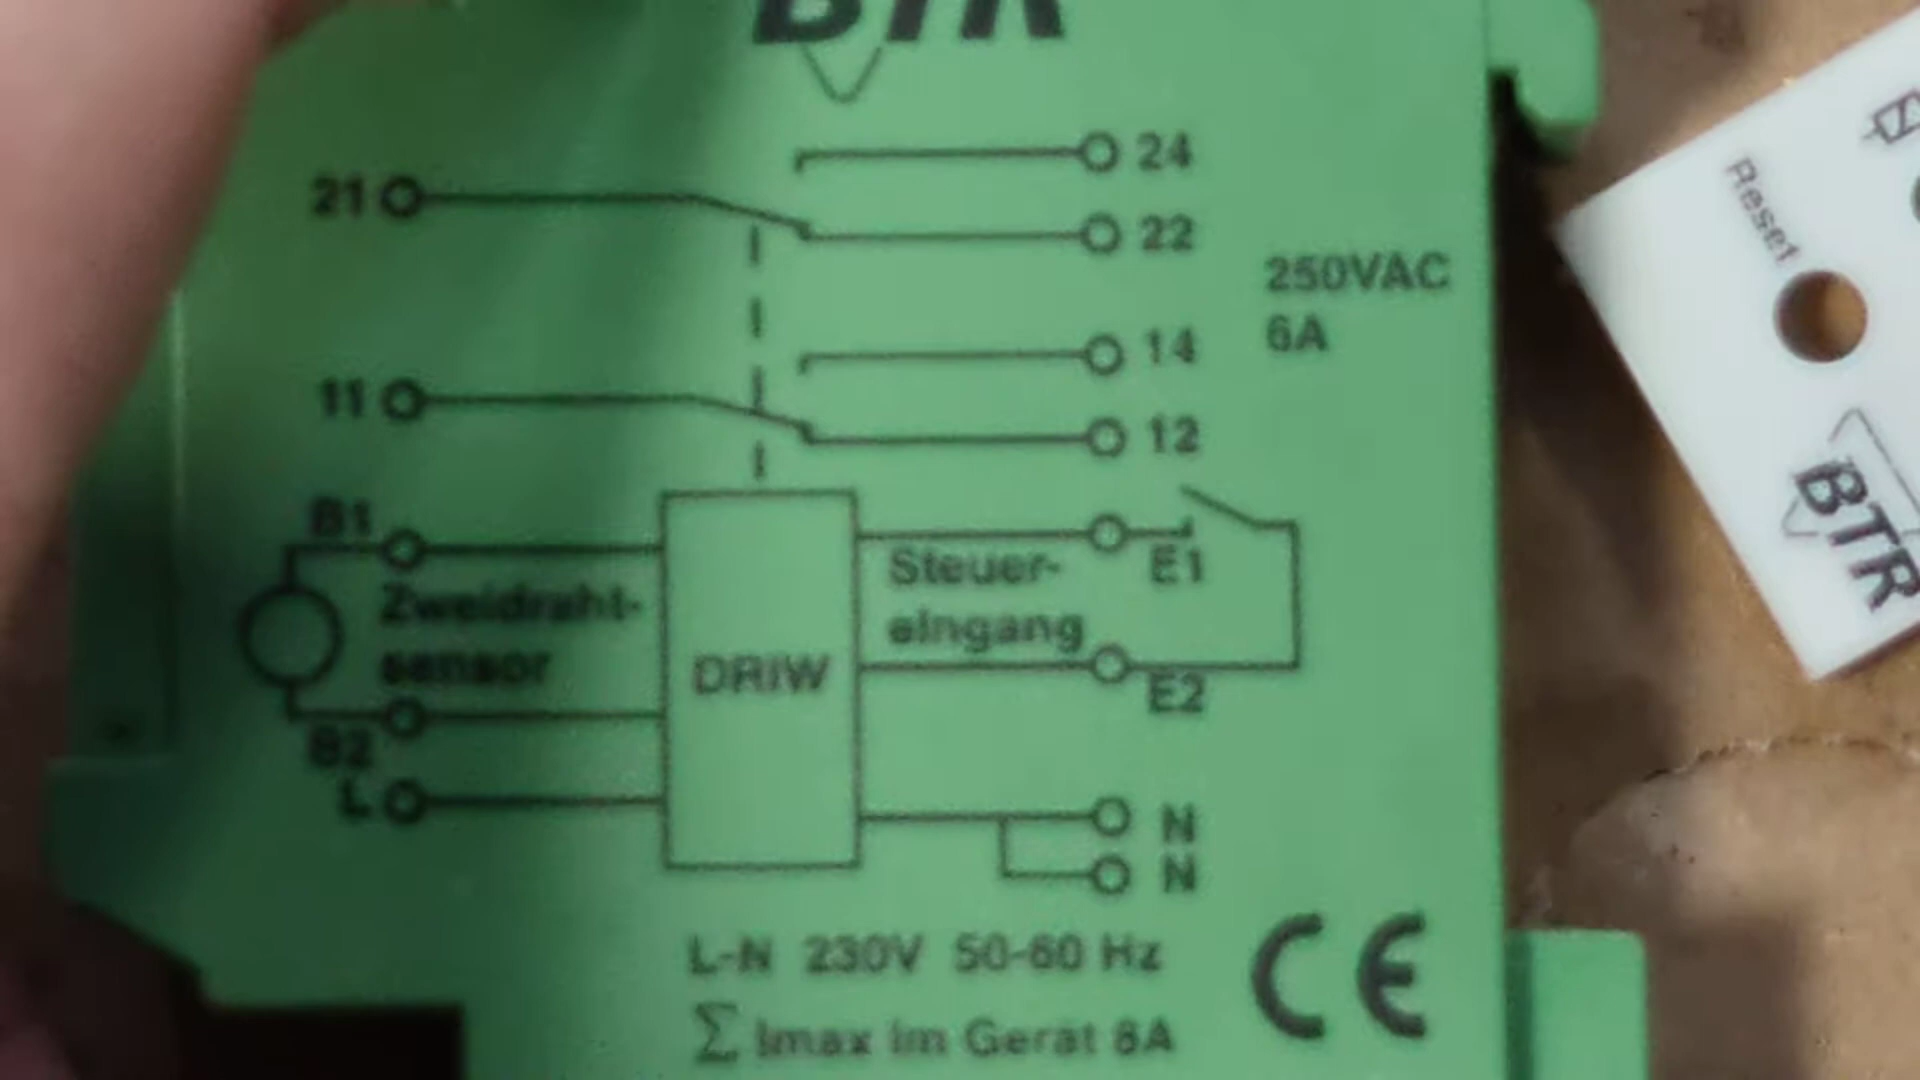 BTR
24
21
22
250VAC
6A
14
11
12
B1
E1
Zweidraht-
sensor
Steuer-
eingang
DRIW
E2
B2
L
N
N
L-N 230V 50-60 Hz
Σ Imax im Gerät 8A
CE
Reset
BTR